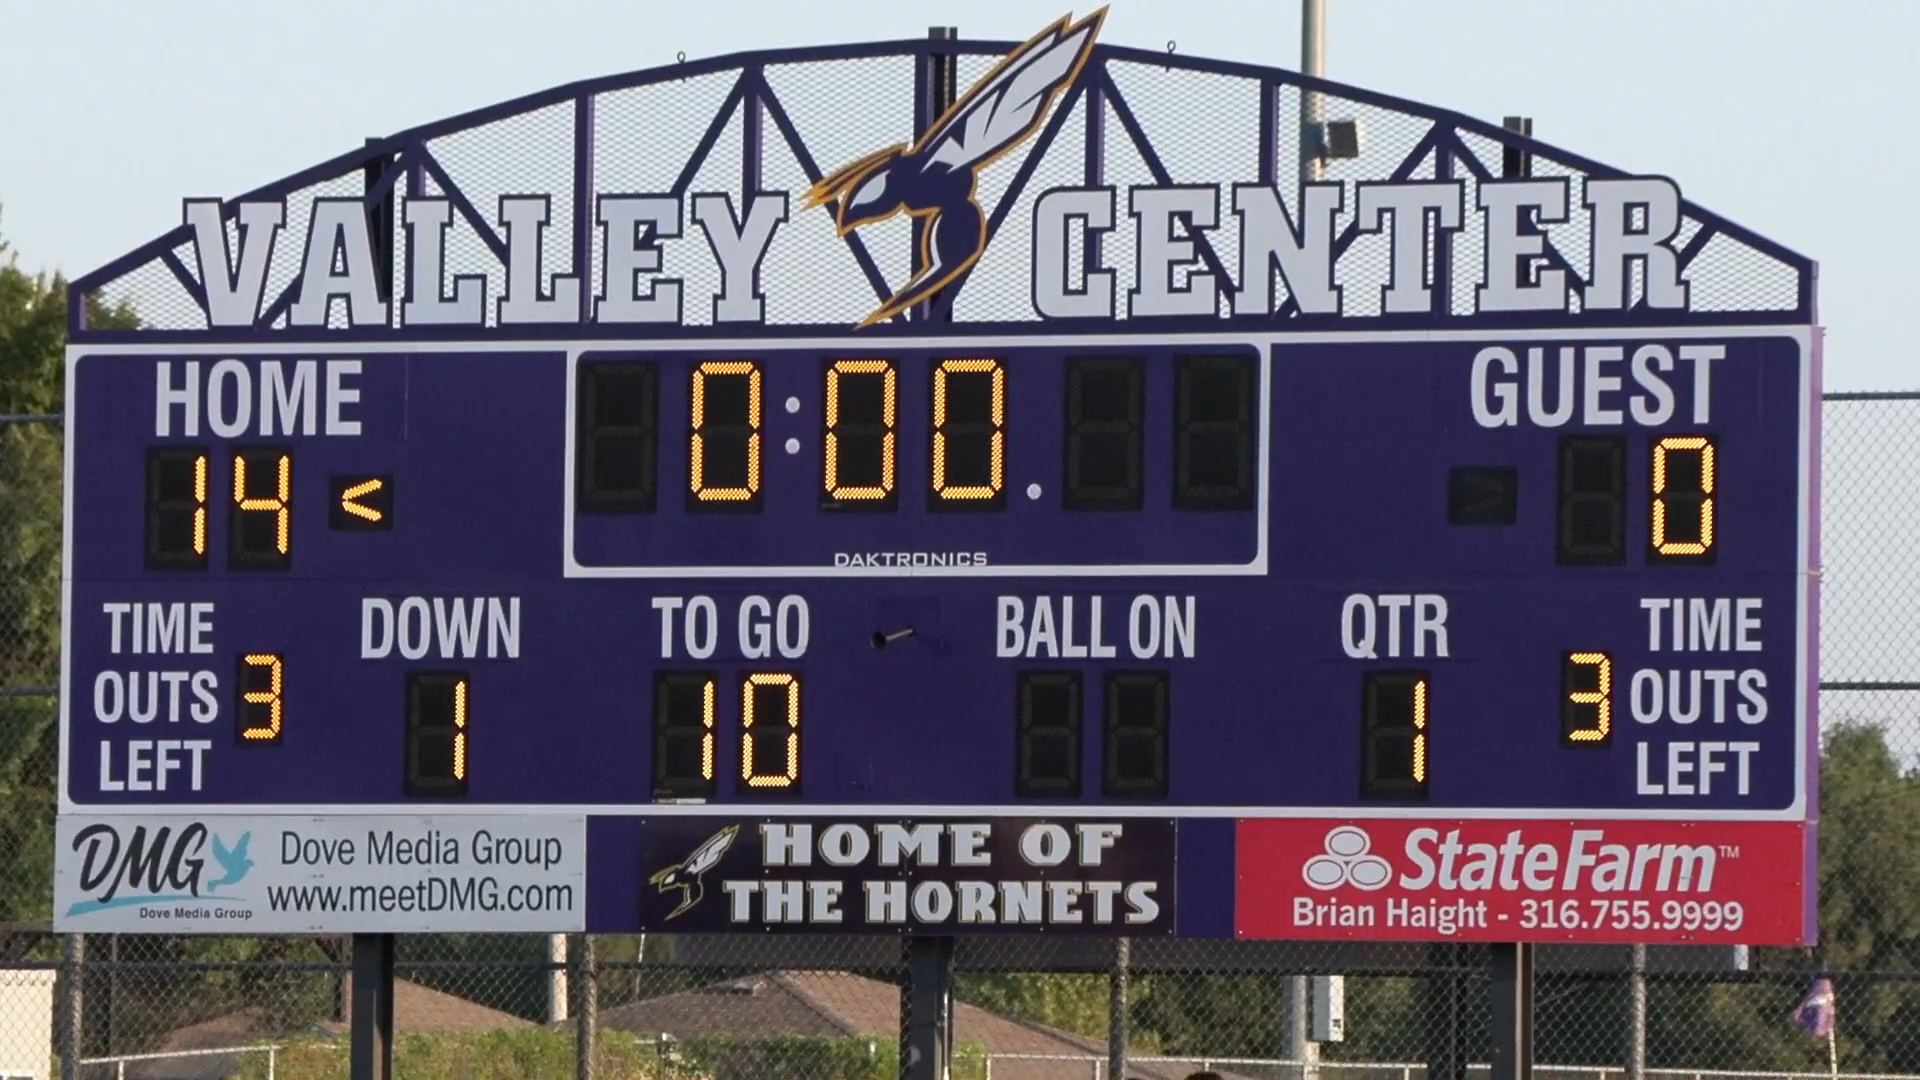 VALLEY CENTER
HOME
0:00.
GUEST
14 <
0
DAKTRONICS
TIME OUTS LEFT 3
DOWN
1
TO GO
10
BALL ON
QTR
1
3 TIME OUTS LEFT
DMG
Dove Media Group
Dove Media Group
www.meetDMG.com
HOME OF
THE HORNETS
StateFarm™
Brian Haight - 316.755.9999